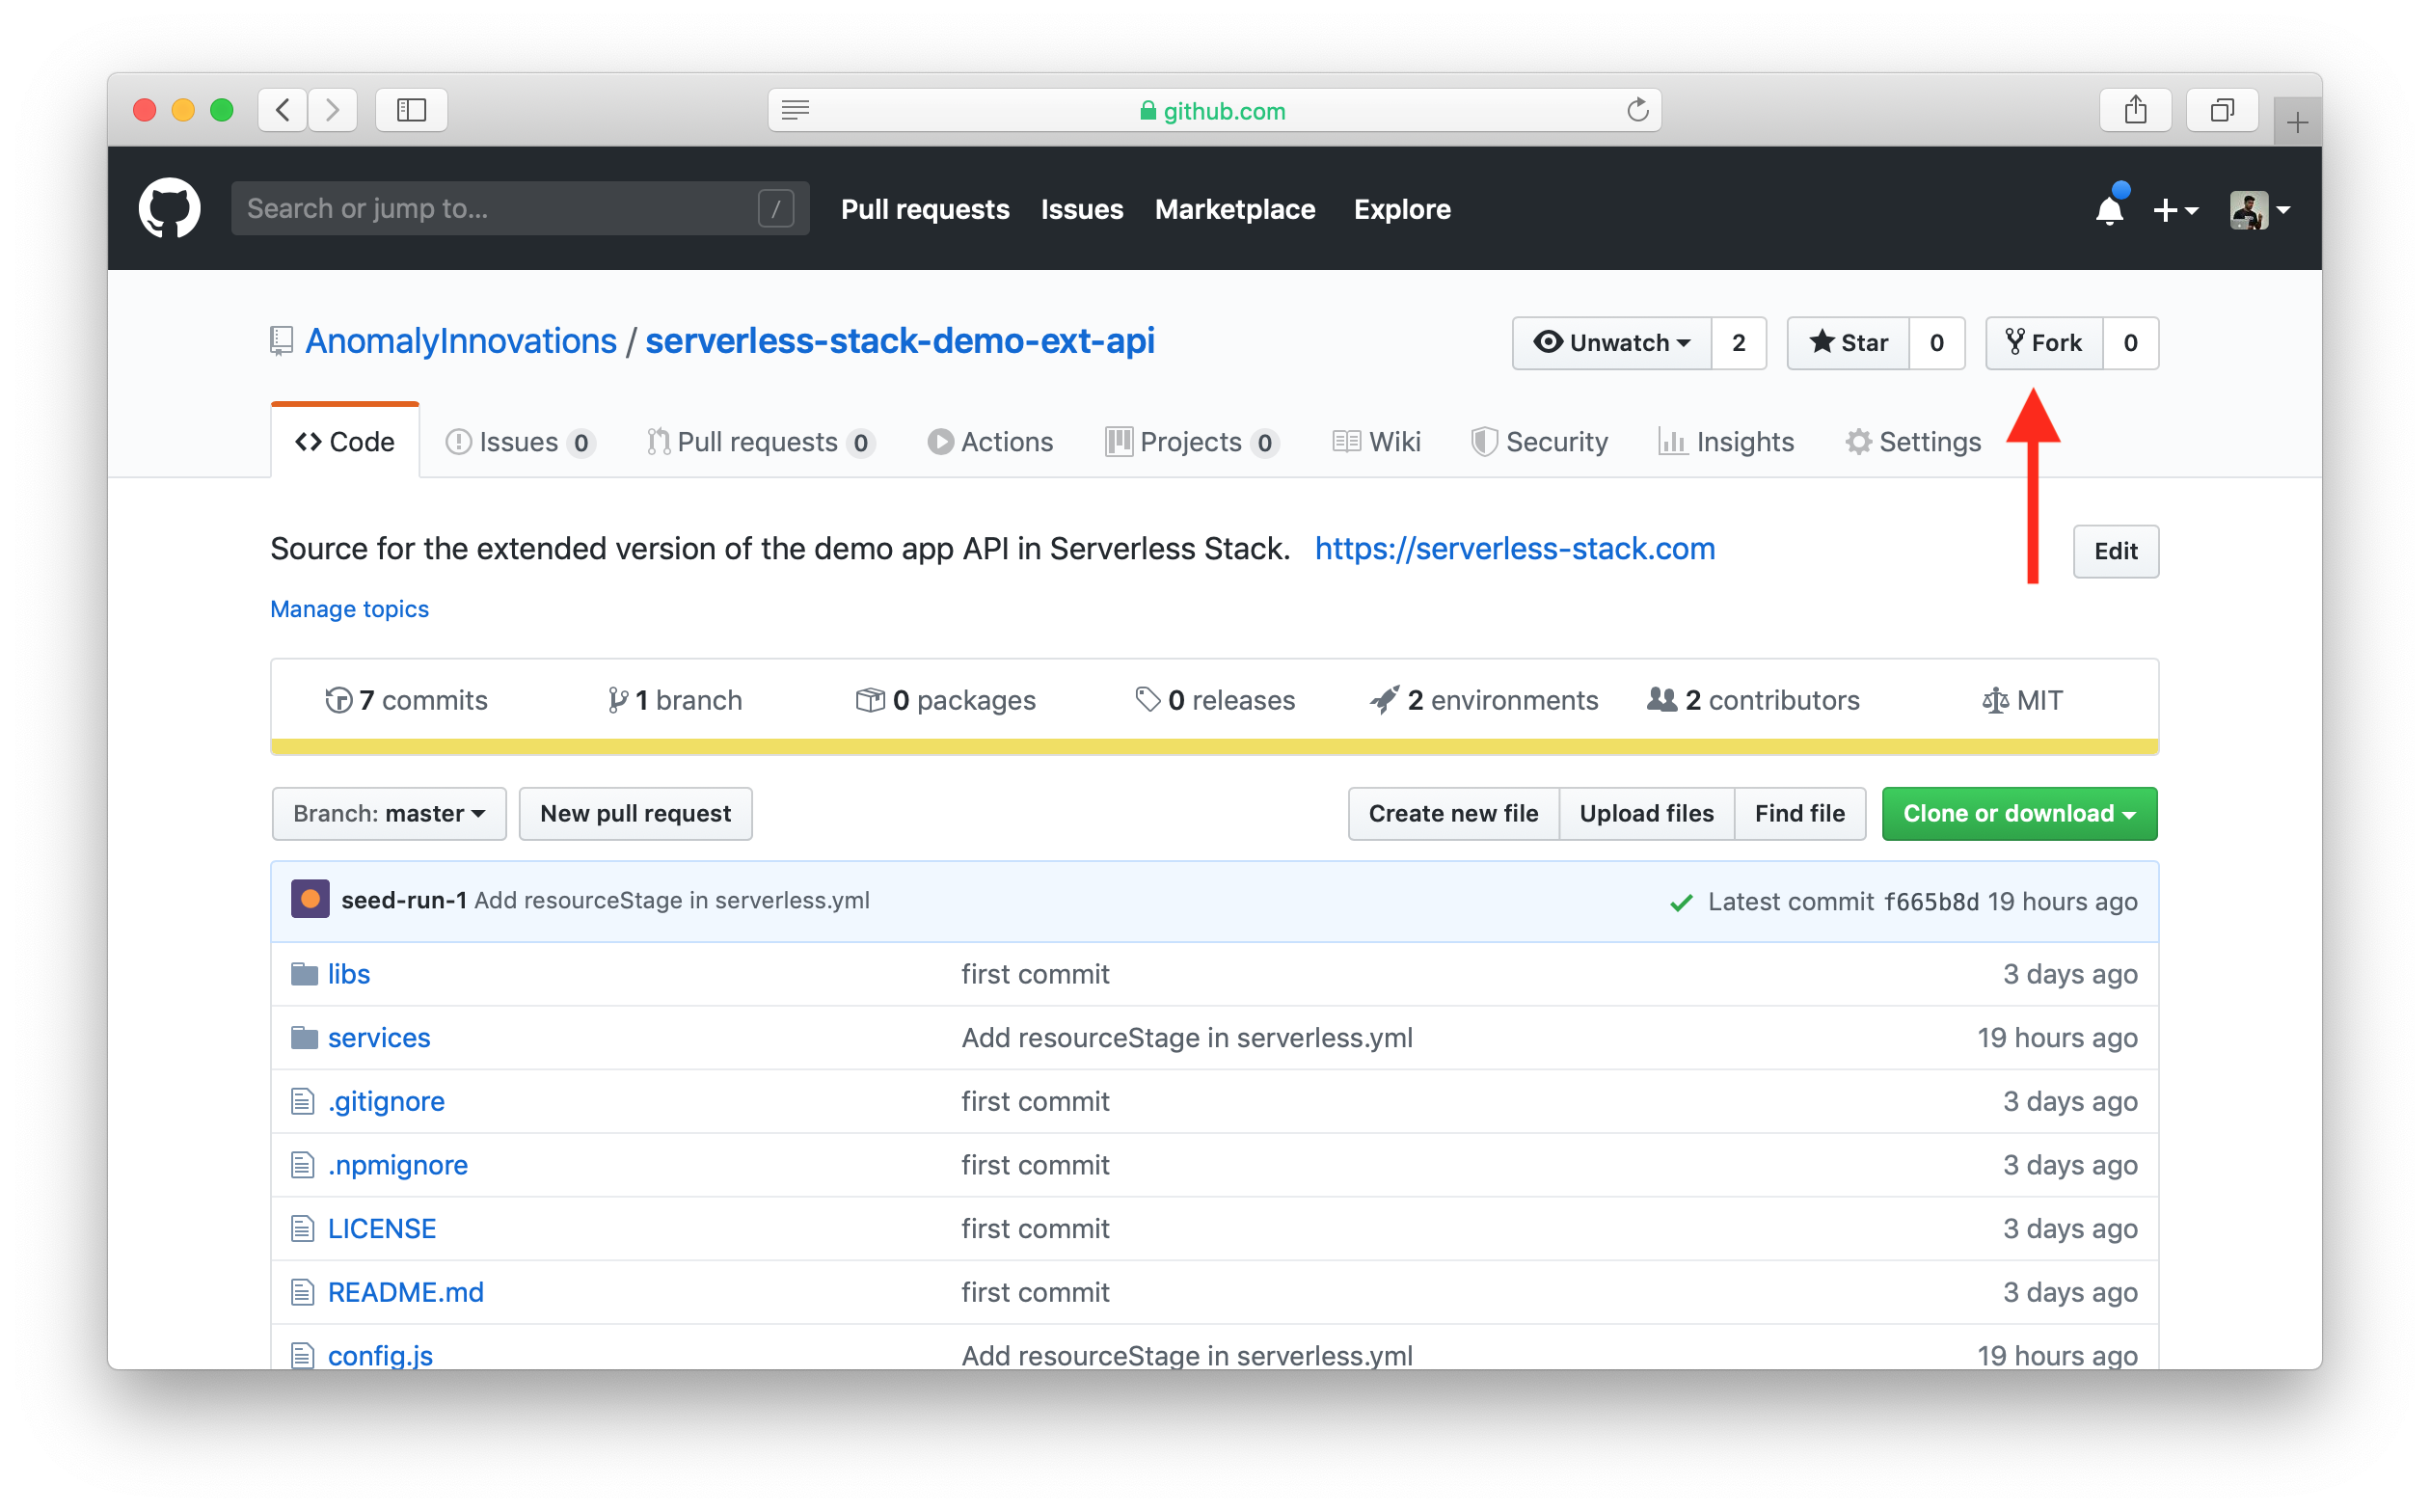 github.com
Search or jump to... /
Pull requests Issues Marketplace Explore
AnomalyInnovations / serverless-stack-demo-ext-api
Unwatch 2 Star 0 Fork 0
Code Issues 0 Pull requests 0 Actions Projects 0 Wiki Security Insights Settings
Source for the extended version of the demo app API in Serverless Stack. https://serverless-stack.com
Edit
Manage topics
7 commits 1 branch 0 packages 0 releases 2 environments 2 contributors MIT
Branch: master New pull request Create new file Upload files Find file Clone or download
seed-run-1 Add resourceStage in serverless.yml Latest commit f665b8d 19 hours ago
libs first commit 3 days ago
services Add resourceStage in serverless.yml 19 hours ago
.gitignore first commit 3 days ago
.npmignore first commit 3 days ago
LICENSE first commit 3 days ago
README.md first commit 3 days ago
config.js Add resourceStage in serverless.yml 19 hours ago